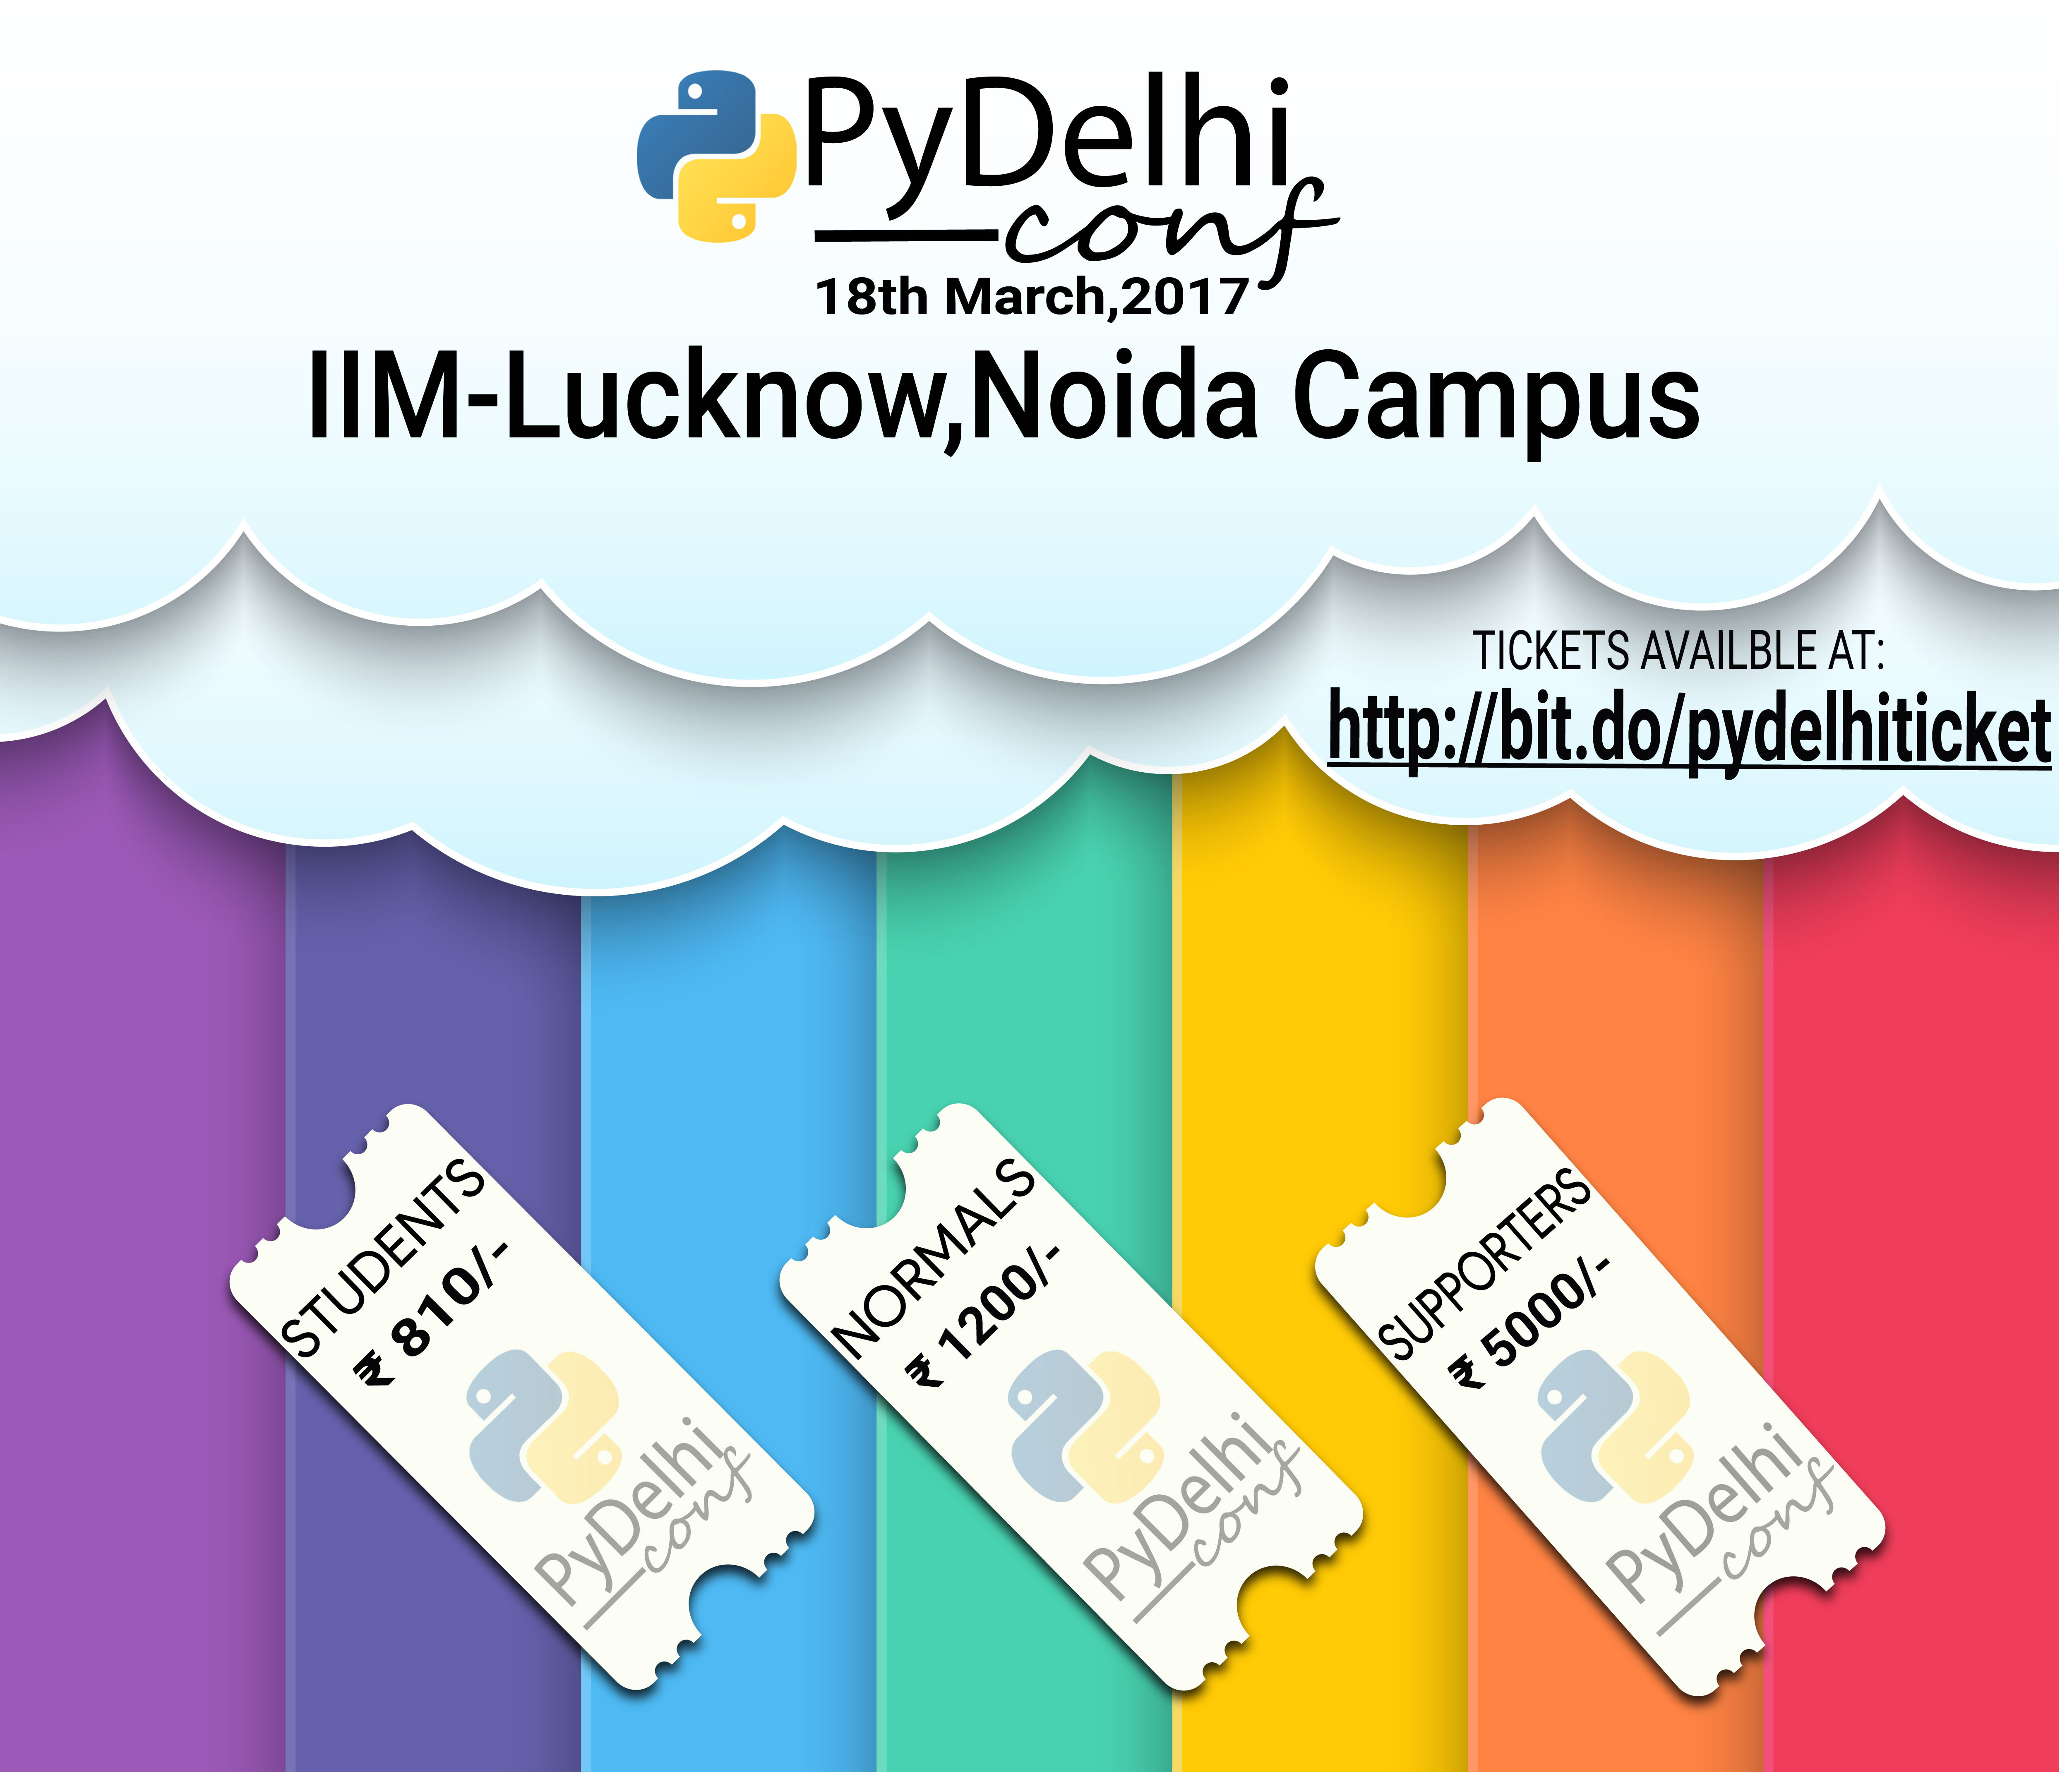 PyDelhi
conf
18th March,2017
IIM-Lucknow,Noida Campus
TICKETS AVAILBLE AT:
http://bit.do/pydelhiticket
STUDENTS
₹ 810/-
PyDelhi
conf
NORMALS
₹ 1200/-
PyDelhi
conf
SUPPORTERS
₹ 5000/-
PyDelhi
conf